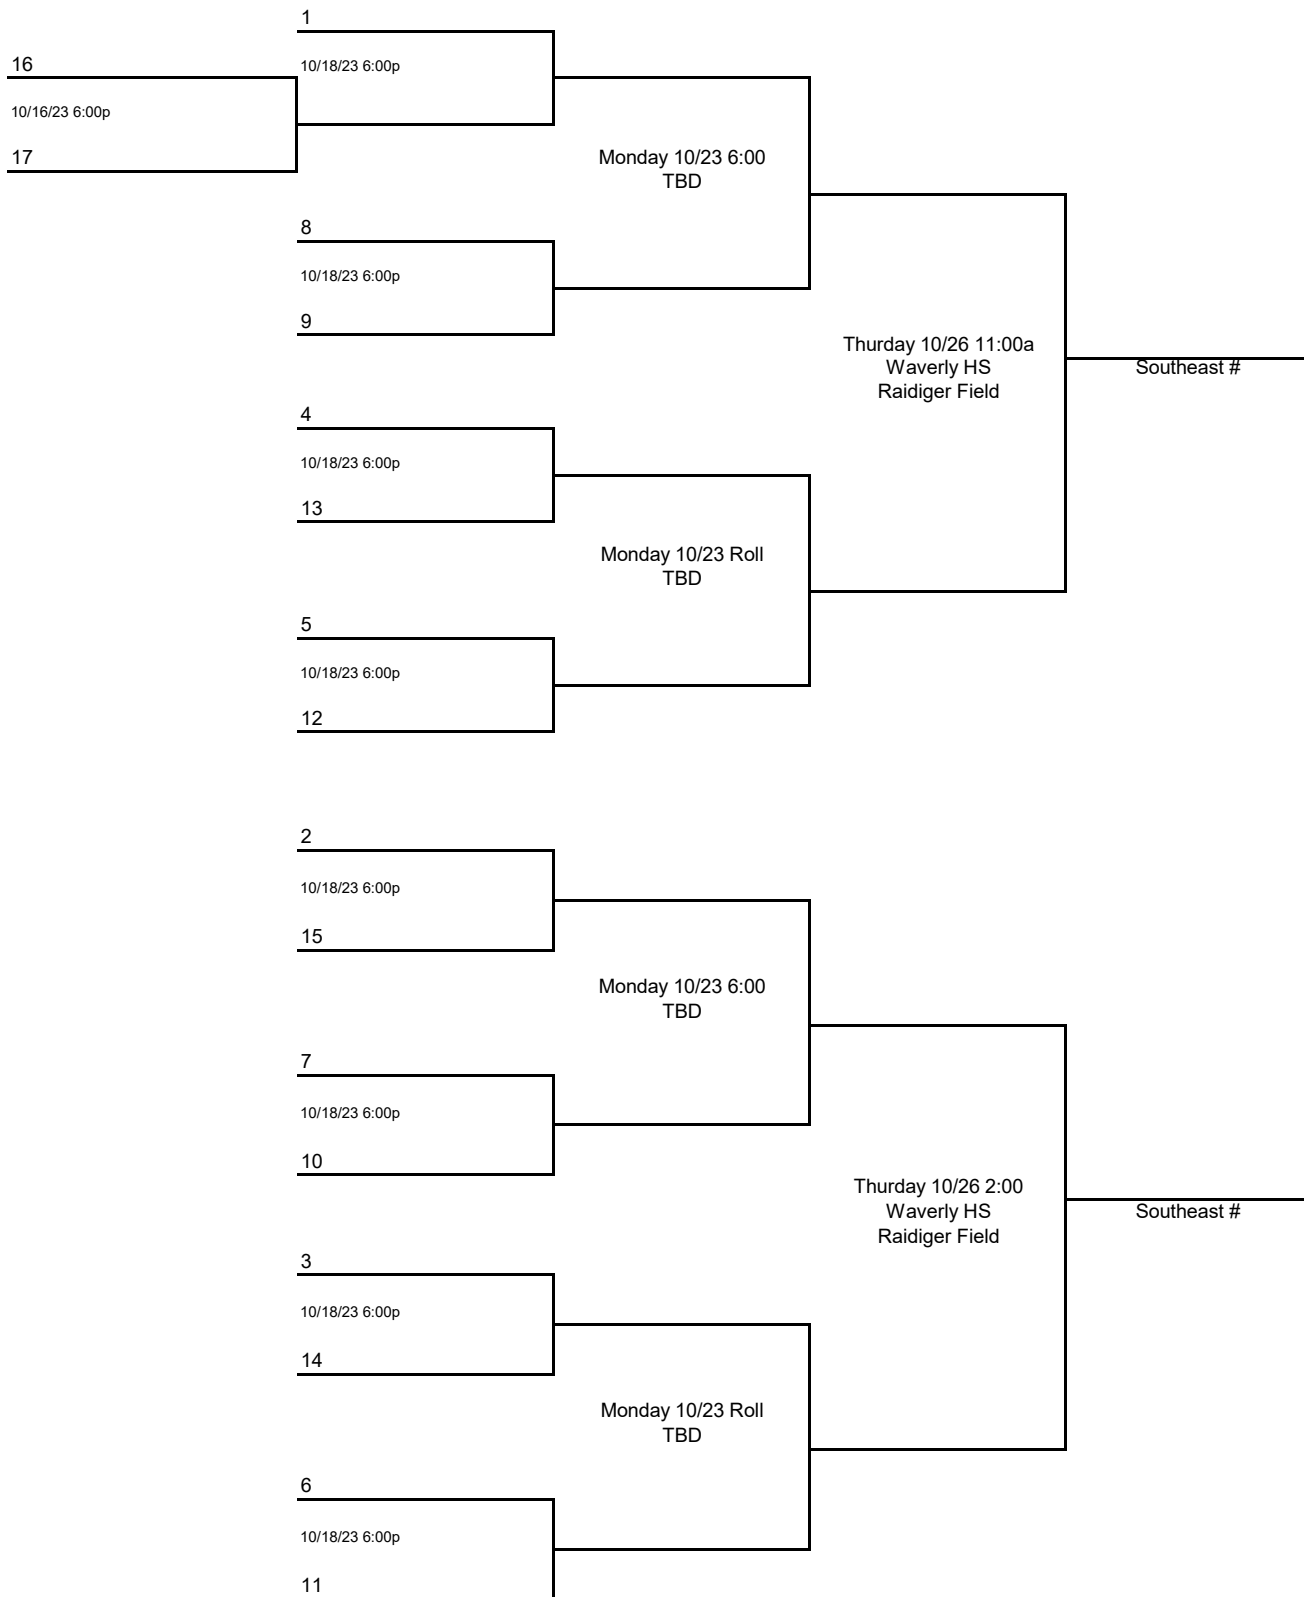 1
16
10/18/23 6:00p
10/16/23 6:00p
17
Monday 10/23 6:00
TBD
8
10/18/23 6:00p
9
Thurday 10/26 11:00a
Waverly HS
Raidiger Field
Southeast #
4
10/18/23 6:00p
13
Monday 10/23 Roll
TBD
5
10/18/23 6:00p
12
2
10/18/23 6:00p
15
Monday 10/23 6:00
TBD
7
10/18/23 6:00p
10
Thurday 10/26 2:00
Waverly HS
Raidiger Field
Southeast #
3
10/18/23 6:00p
14
Monday 10/23 Roll
TBD
6
10/18/23 6:00p
11